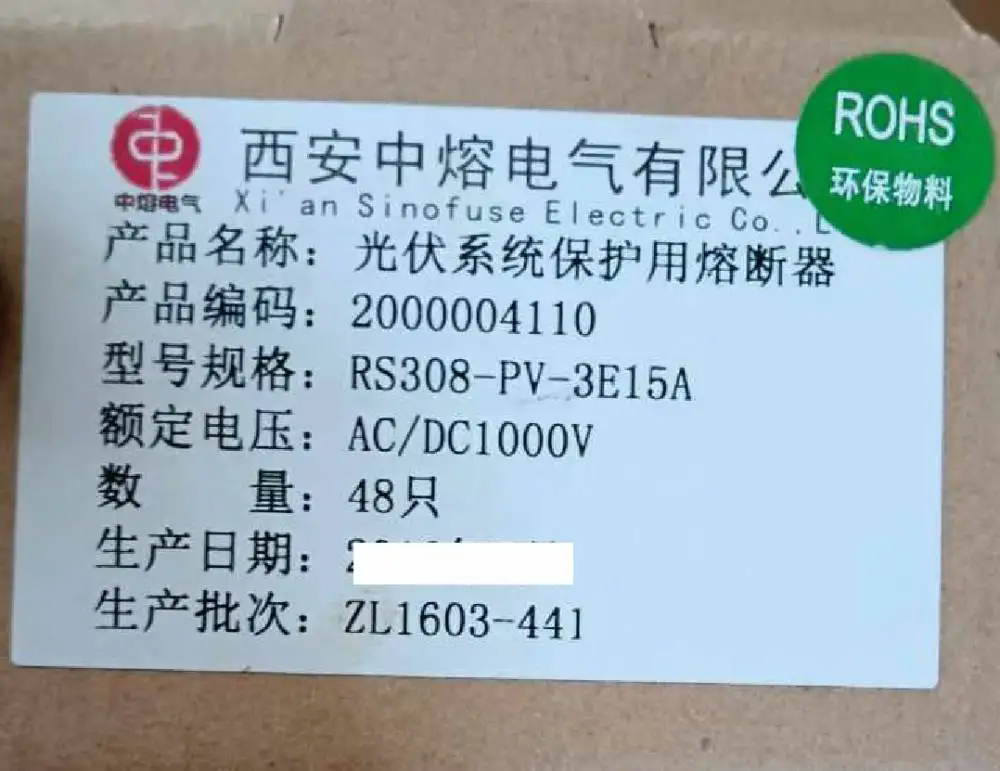 西安中熔电气有限公
ROHS
环保物料
中熔电气
Xi'an Sinofuse Electric Co.,L
产品名称：光伏系统保护用熔断器
产品编码：2000004110
型号规格：RS308-PV-3E15A
额定电压：AC/DC1000V
数 量：48只
生产日期：
生产批次：ZL1603-441